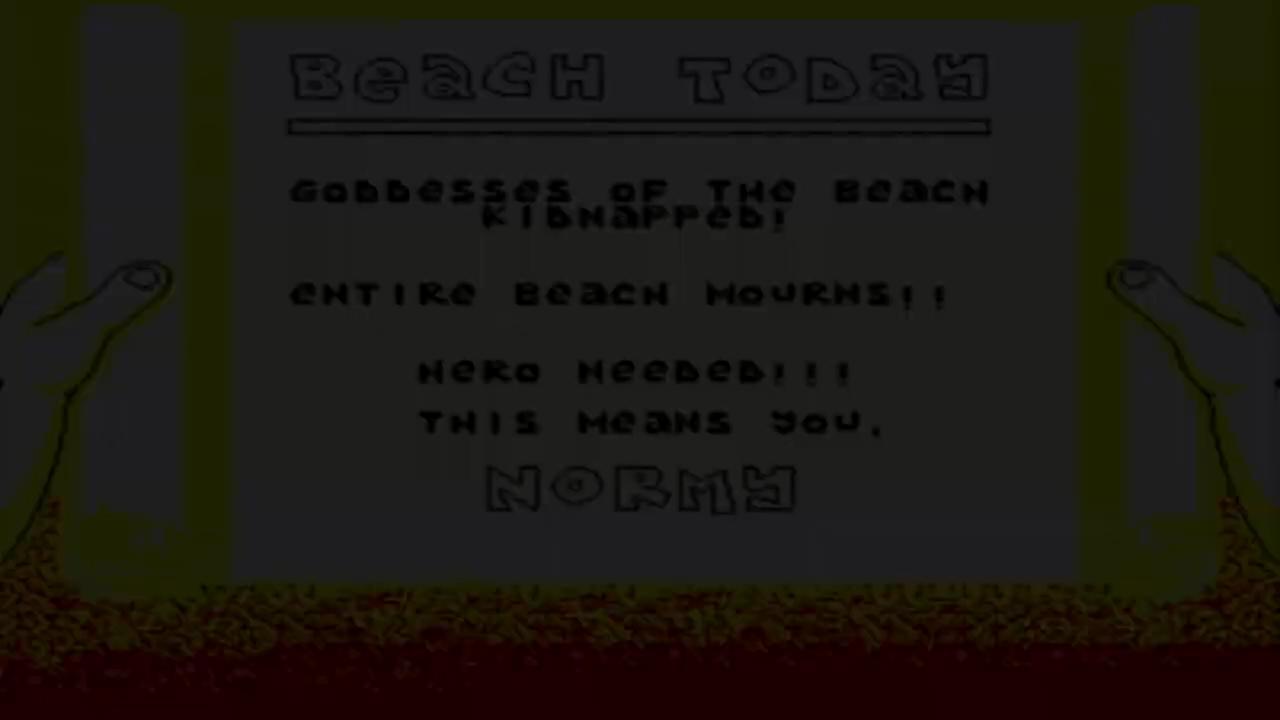 BeacH TODay
GODDesses OF THe BeacH
KIDNaPPeD!
eNTIRe BeacH MOURNS!!
HeRO NeeDeD!!!
THIS MeaNS yOU,
NORMy